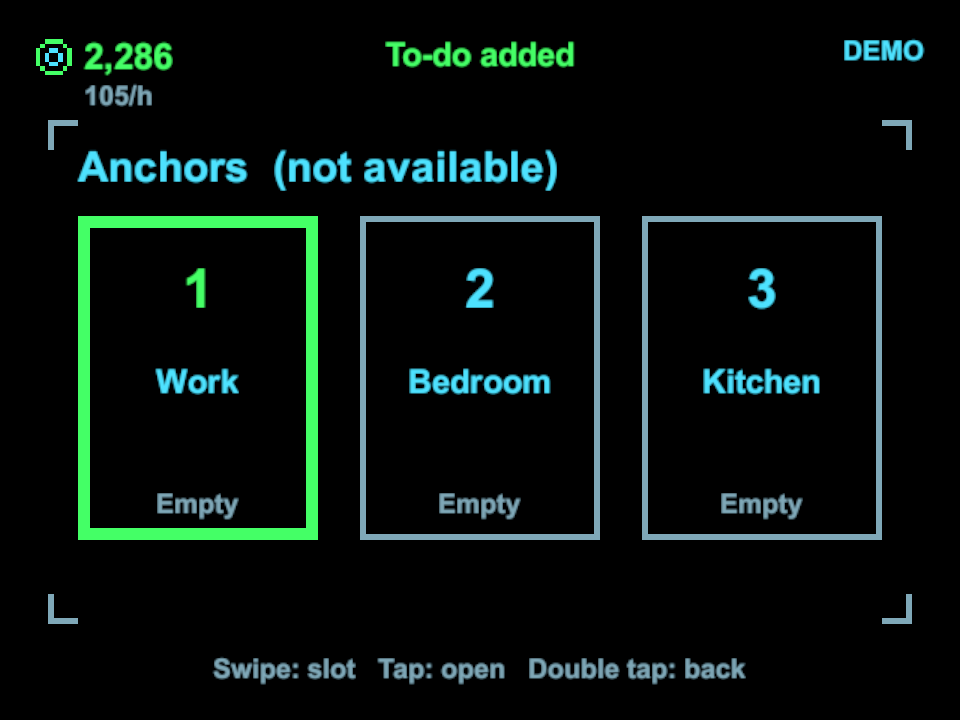 2,286
To-do added
DEMO
105/h
Anchors (not available)
1
2
3
Work
Bedroom
Kitchen
Empty
Empty
Empty
Swipe: slot Tap: open Double tap: back